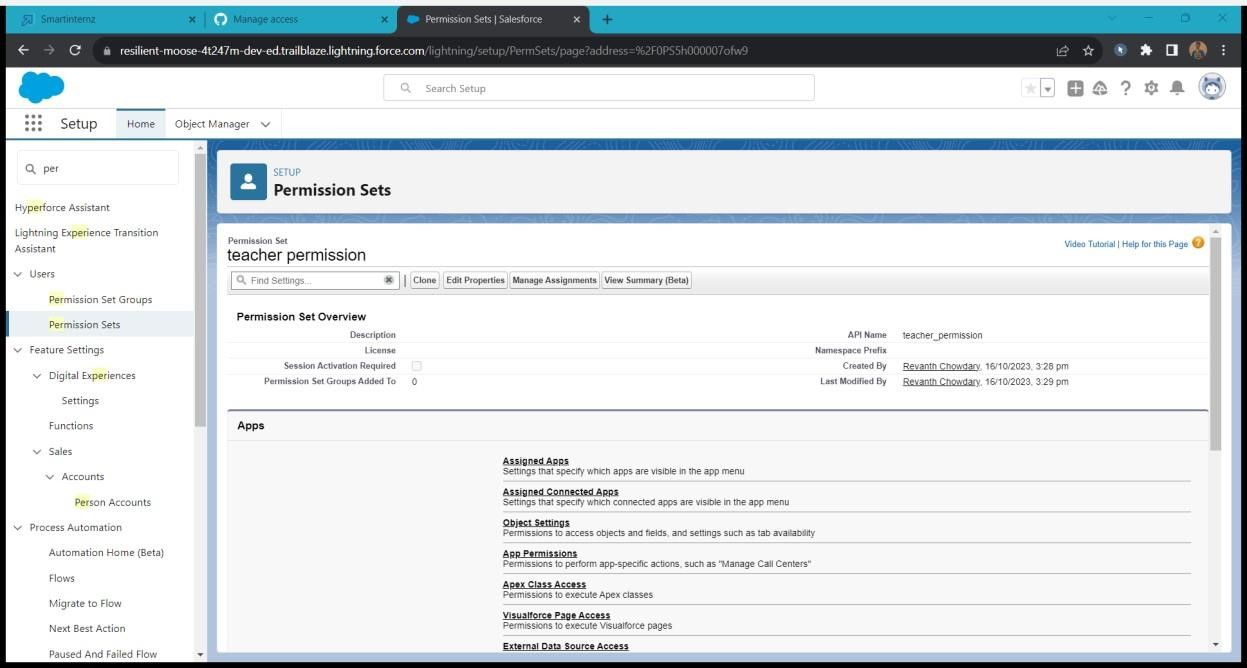 Smartinternz
Manage access
Permission Sets | Salesforce
resilient-moose-4t247m-dev-ed.trailblaze.lightning.force.com/lightning/setup/PermSets/page?address=%2F0PS5h000007ofw9
Search Setup
Setup
Home
Object Manager
per
Hyperforce Assistant
Lightning Experience Transition
Assistant
Users
Permission Set Groups
Permission Sets
Feature Settings
Digital Experiences
Settings
Functions
Sales
Accounts
Person Accounts
Process Automation
Automation Home (Beta)
Flows
Migrate to Flow
Next Best Action
Paused And Failed Flow
SETUP
Permission Sets
Permission Set
teacher permission
Video Tutorial | Help for this Page
Find Settings...
| Clone Edit Properties Manage Assignments View Summary (Beta)
Permission Set Overview
Description
API Name teacher_permission
License
Namespace Prefix
Session Activation Required
Created By Revanth Chowdary, 16/10/2023, 3:28 pm
Permission Set Groups Added To 0
Last Modified By Revanth Chowdary, 16/10/2023, 3:29 pm
Apps
Assigned Apps
Settings that specify which apps are visible in the app menu
Assigned Connected Apps
Settings that specify which connected apps are visible in the app menu
Object Settings
Permissions to access objects and fields, and settings such as tab availability
App Permissions
Permissions to perform app-specific actions, such as "Manage Call Centers"
Apex Class Access
Permissions to execute Apex classes
Visualforce Page Access
Permissions to execute Visualforce pages
External Data Source Access